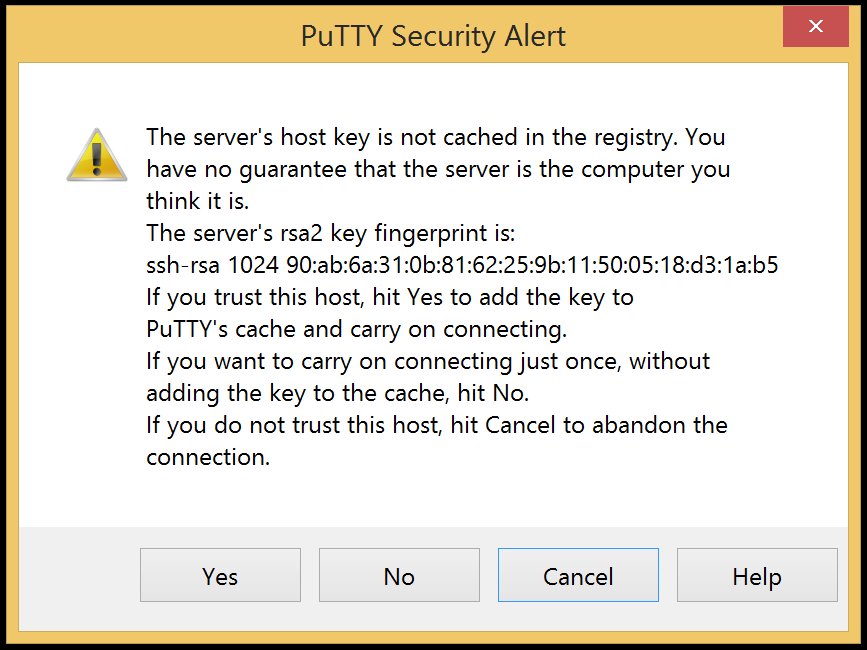 PuTTY Security Alert
The server's host key is not cached in the registry. You
have no guarantee that the server is the computer you
think it is.
The server's rsa2 key fingerprint is:
ssh-rsa 1024 90:ab:6a:31:0b:81:62:25:9b:11:50:05:18:d3:1a:b5
If you trust this host, hit Yes to add the key to
PuTTY's cache and carry on connecting.
If you want to carry on connecting just once, without
adding the key to the cache, hit No.
If you do not trust this host, hit Cancel to abandon the
connection.
Yes No Cancel Help